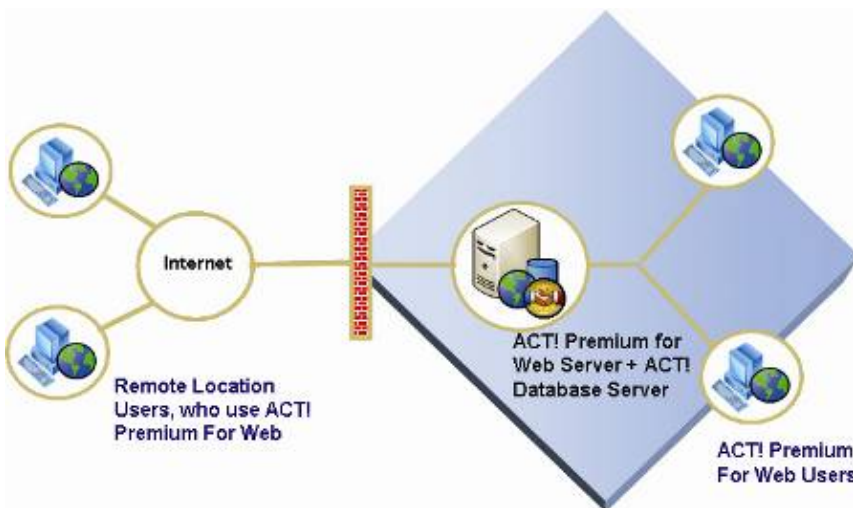 Internet
Remote Location
Users, who use ACT!
Premium For Web
ACT! Premium for
Web Server + ACT!
Database Server
ACT! Premium
For Web Users